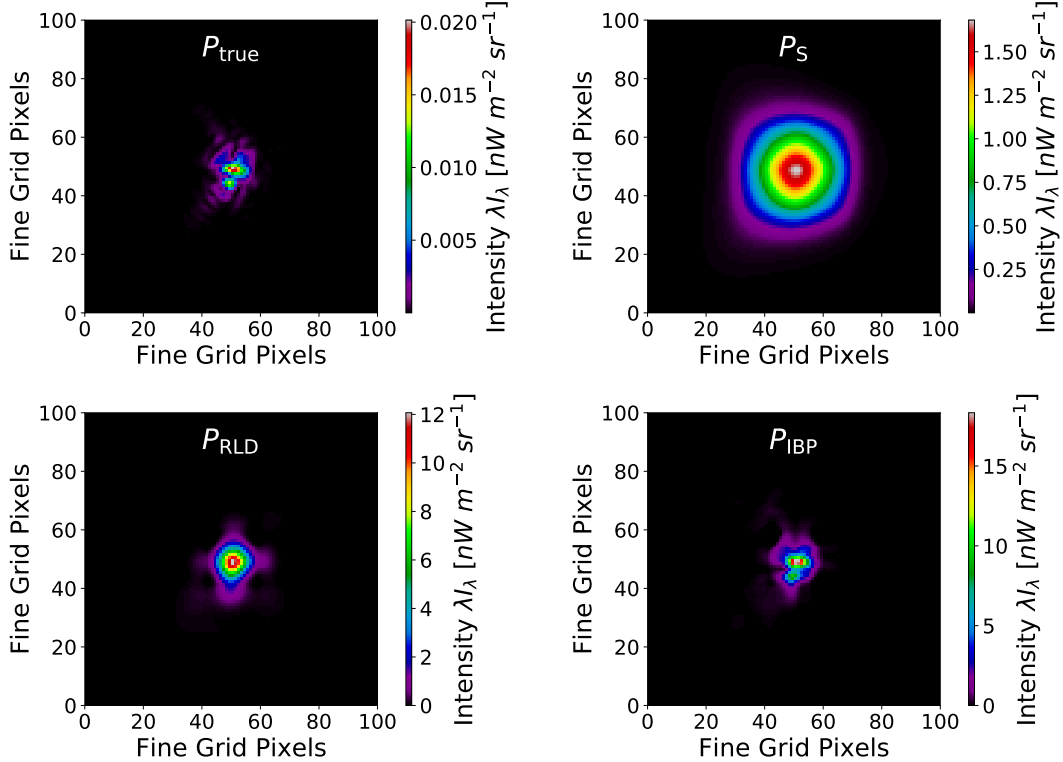 P_true
100
80
60
40
20
0
0 20 40 60 80 100
Fine Grid Pixels
Fine Grid Pixels
0.020
0.015
0.010
0.005
Intensity λI_λ [nW m^−2 sr^−1]
P_S
100
80
60
40
20
0
0 20 40 60 80 100
Fine Grid Pixels
Fine Grid Pixels
1.50
1.25
1.00
0.75
0.50
0.25
Intensity λI_λ [nW m^−2 sr^−1]
P_RLD
100
80
60
40
20
0
0 20 40 60 80 100
Fine Grid Pixels
Fine Grid Pixels
12
10
8
6
4
2
0
Intensity λI_λ [nW m^−2 sr^−1]
P_IBP
100
80
60
40
20
0
0 20 40 60 80 100
Fine Grid Pixels
Fine Grid Pixels
15
10
5
0
Intensity λI_λ [nW m^−2 sr^−1]